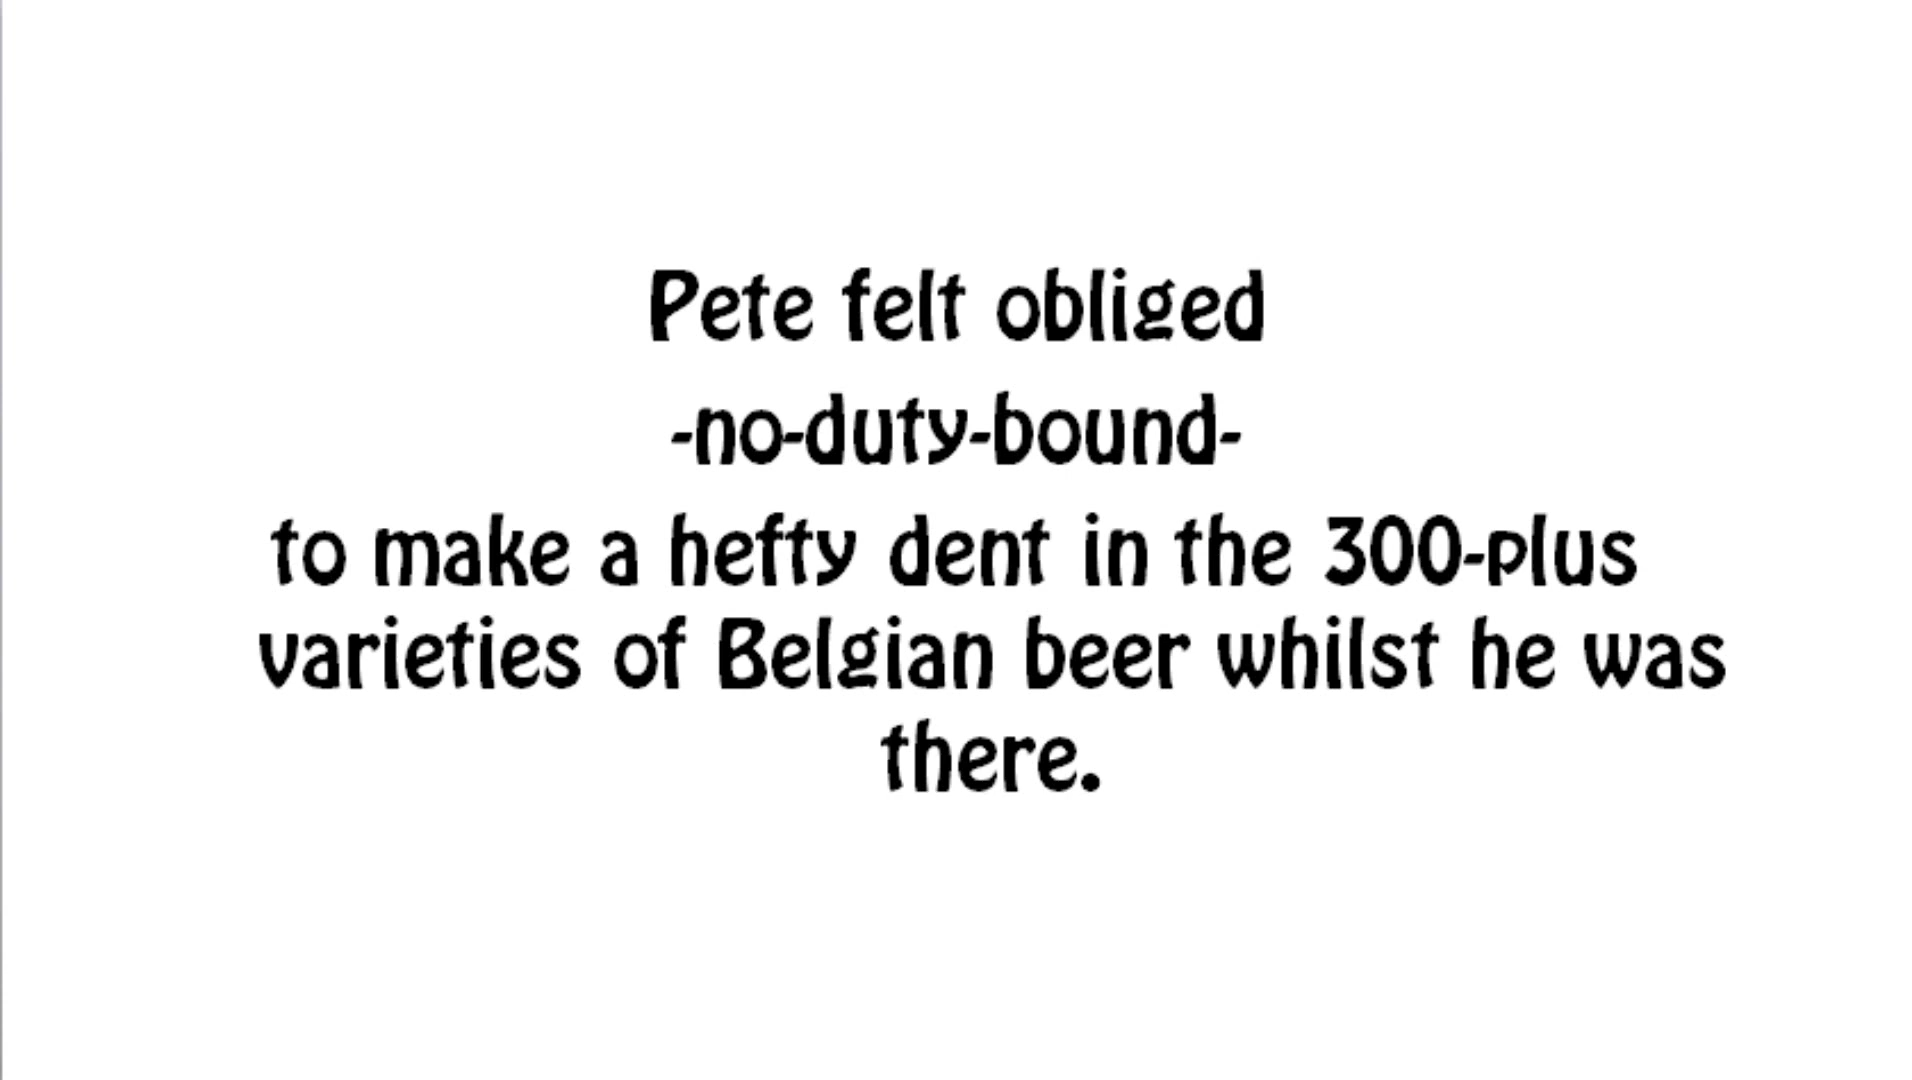 Pete felt obliged
-no-duty-bound-
to make a hefty dent in the 300-plus
varieties of Belgian beer whilst he was
there.